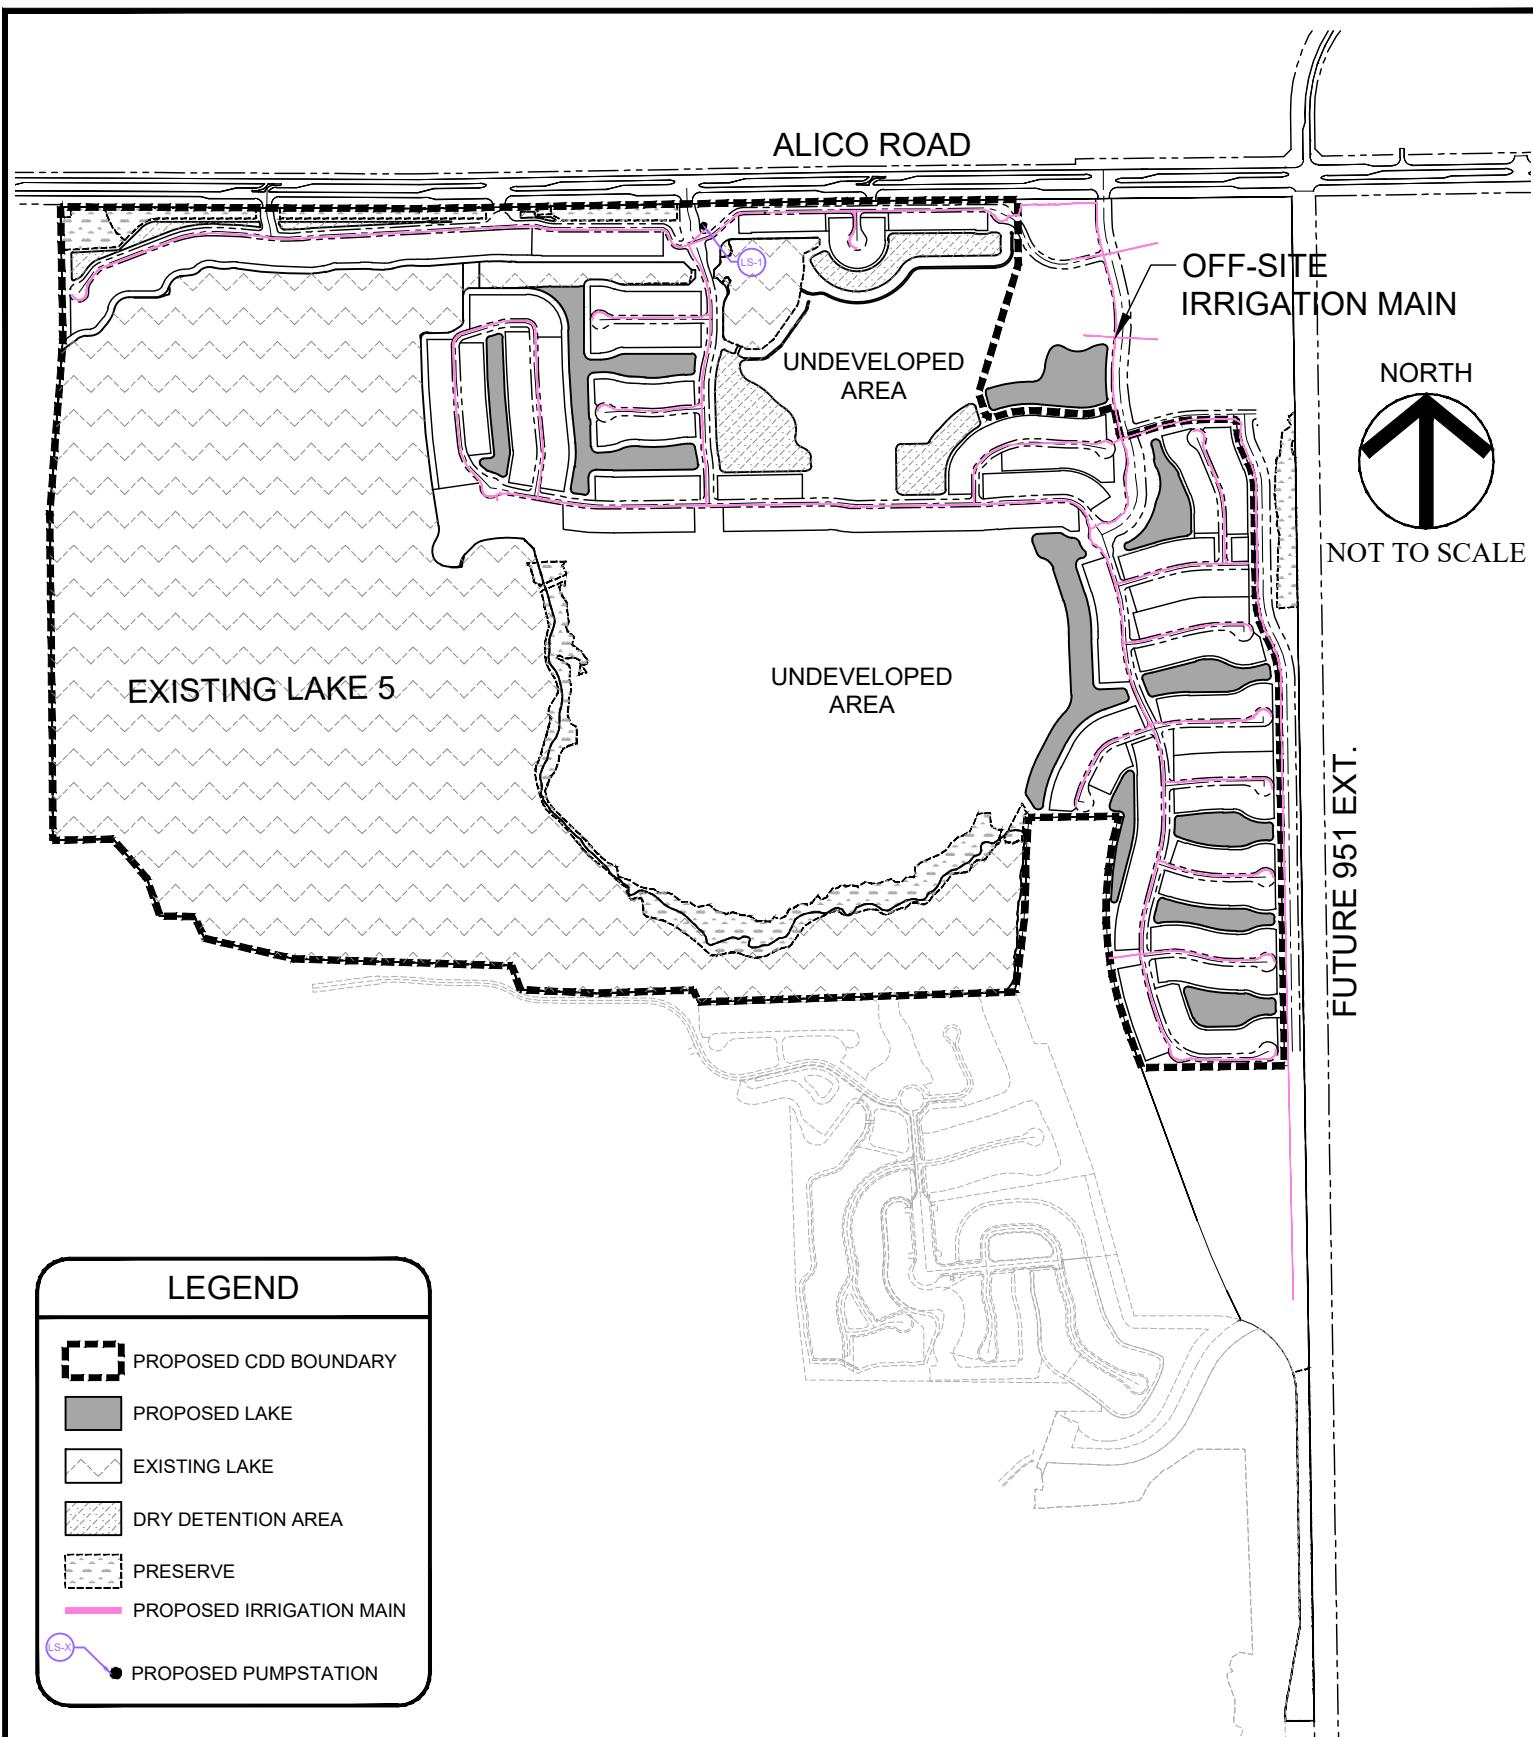 ALICO ROAD
LS-1
OFF-SITE
IRRIGATION MAIN
UNDEVELOPED
AREA
NORTH
NOT TO SCALE
EXISTING LAKE 5
UNDEVELOPED
AREA
FUTURE 951 EXT.
LEGEND
PROPOSED CDD BOUNDARY
PROPOSED LAKE
EXISTING LAKE
DRY DETENTION AREA
PRESERVE
PROPOSED IRRIGATION MAIN
LS-X
PROPOSED PUMPSTATION